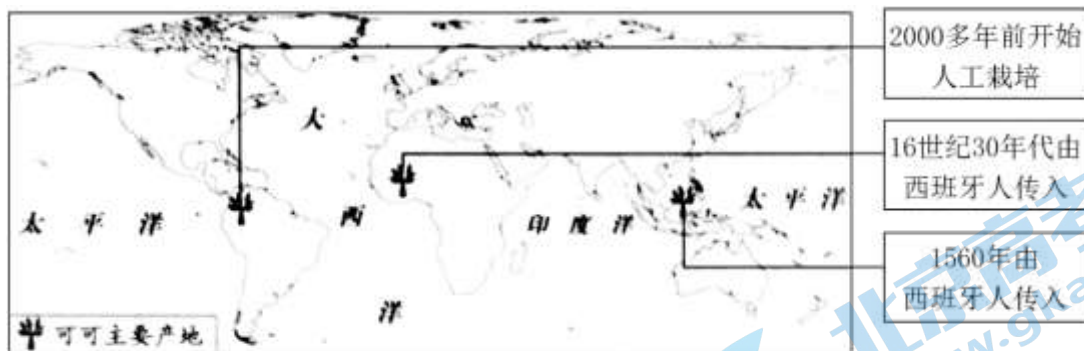 2000多年前开始
人工栽培
16世纪30年代由
西班牙人传入
1560年由
西班牙人传入
大
西
洋
太平洋
印度洋
太平洋
可可主要产地